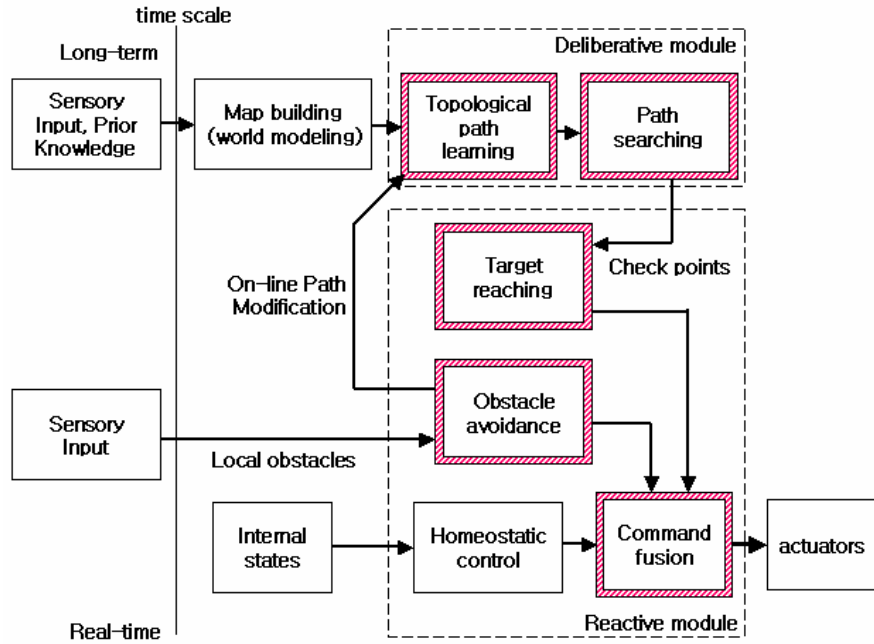 time scale
Long-term
Deliberative module
Sensory
Input, Prior
Knowledge
Map building
(world modeling)
Topological
path
learning
Path
searching
On-line Path
Modification
Target
reaching
Check points
Sensory
Input
Local obstacles
Obstacle
avoidance
Internal
states
Homeostatic
control
Command
fusion
actuators
Real-time
Reactive module